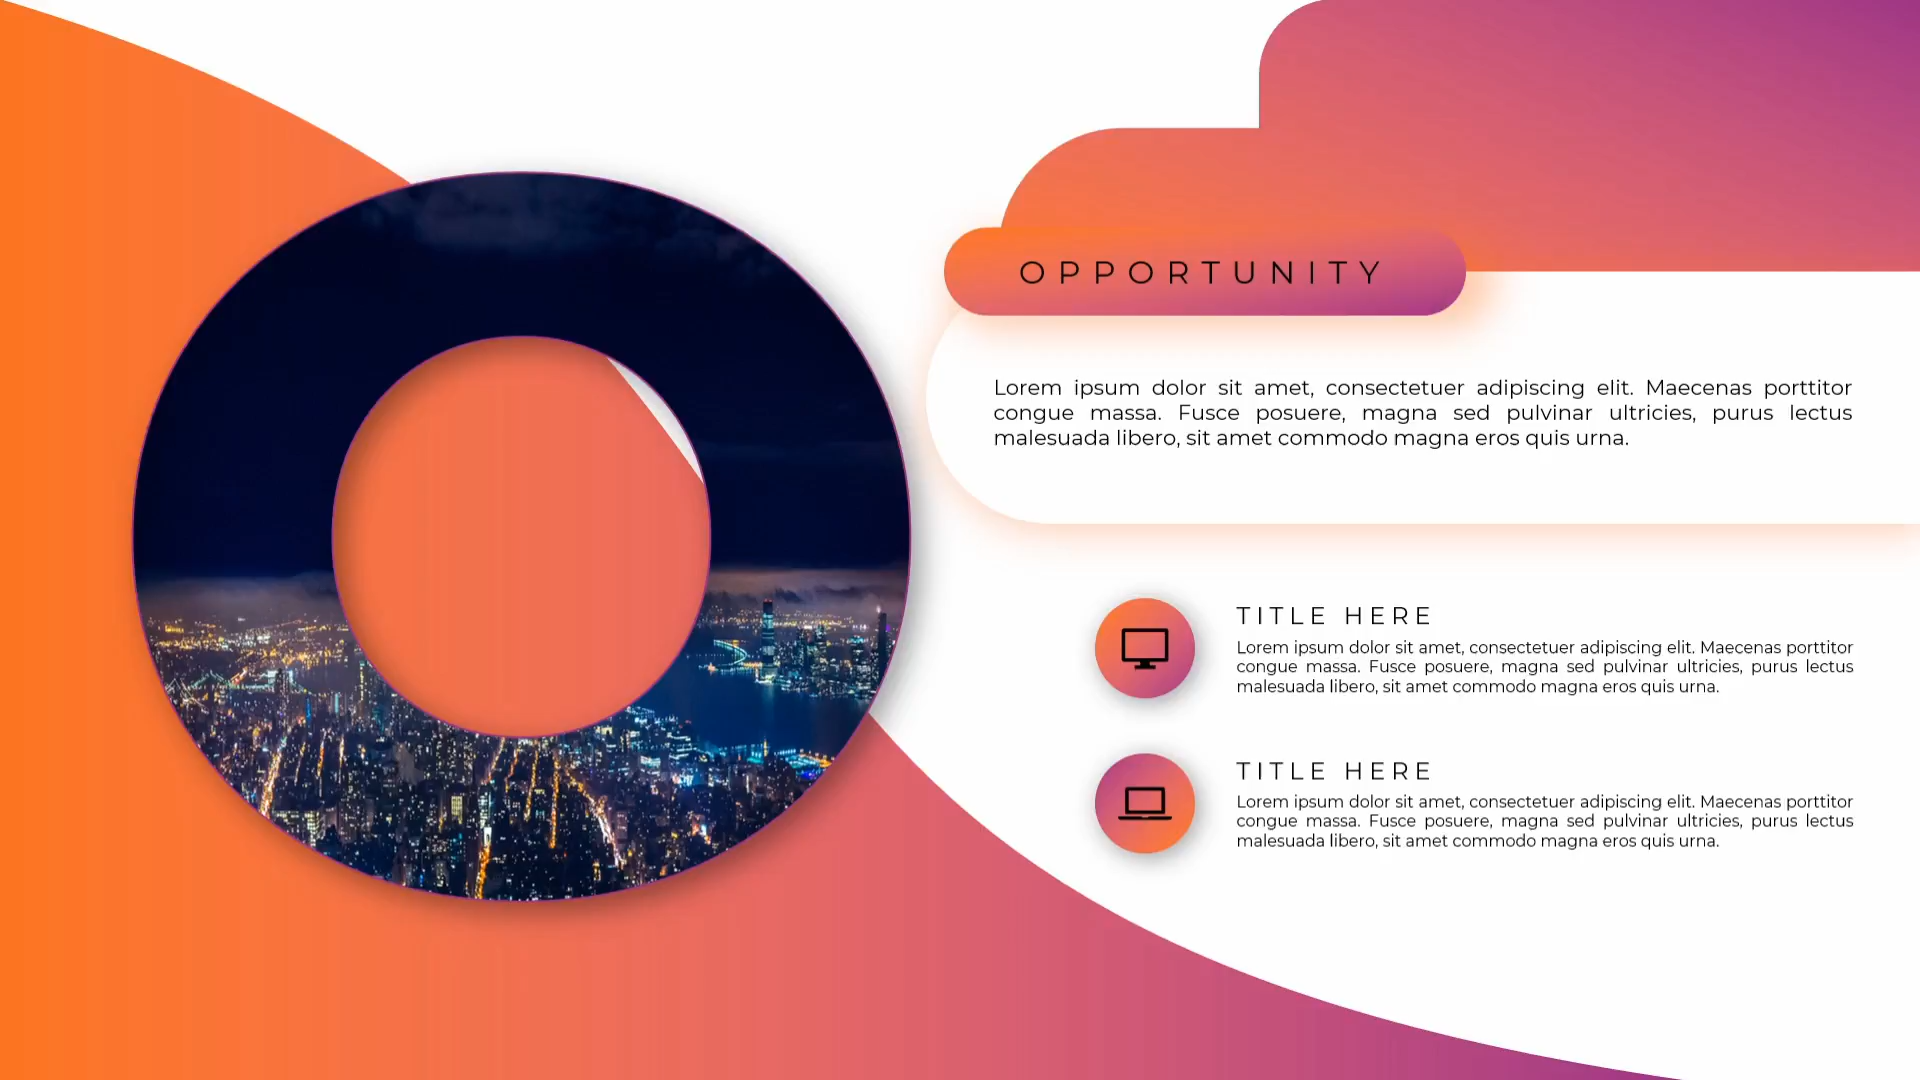 O
OPPORTUNITY
Lorem ipsum dolor sit amet, consectetuer adipiscing elit. Maecenas porttitor
congue massa. Fusce posuere, magna sed pulvinar ultricies, purus lectus
malesuada libero, sit amet commodo magna eros quis urna.
TITLE HERE
Lorem ipsum dolor sit amet, consectetuer adipiscing elit. Maecenas porttitor
congue massa. Fusce posuere, magna sed pulvinar ultricies, purus lectus
malesuada libero, sit amet commodo magna eros quis urna.
TITLE HERE
Lorem ipsum dolor sit amet, consectetuer adipiscing elit. Maecenas porttitor
congue massa. Fusce posuere, magna sed pulvinar ultricies, purus lectus
malesuada libero, sit amet commodo magna eros quis urna.